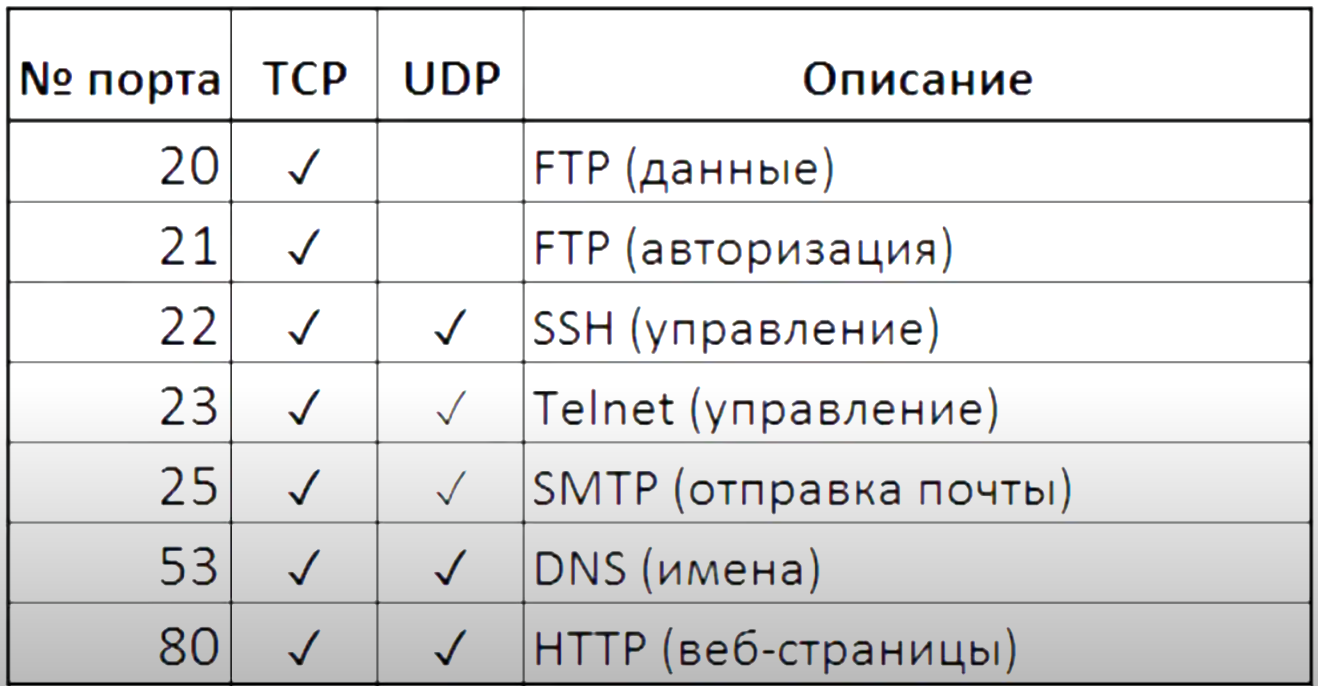 № порта TCP UDP Описание
20 ✓ FTP (данные)
21 ✓ FTP (авторизация)
22 ✓ ✓ SSH (управление)
23 ✓ ✓ Telnet (управление)
25 ✓ ✓ SMTP (отправка почты)
53 ✓ ✓ DNS (имена)
80 ✓ ✓ HTTP (веб-страницы)